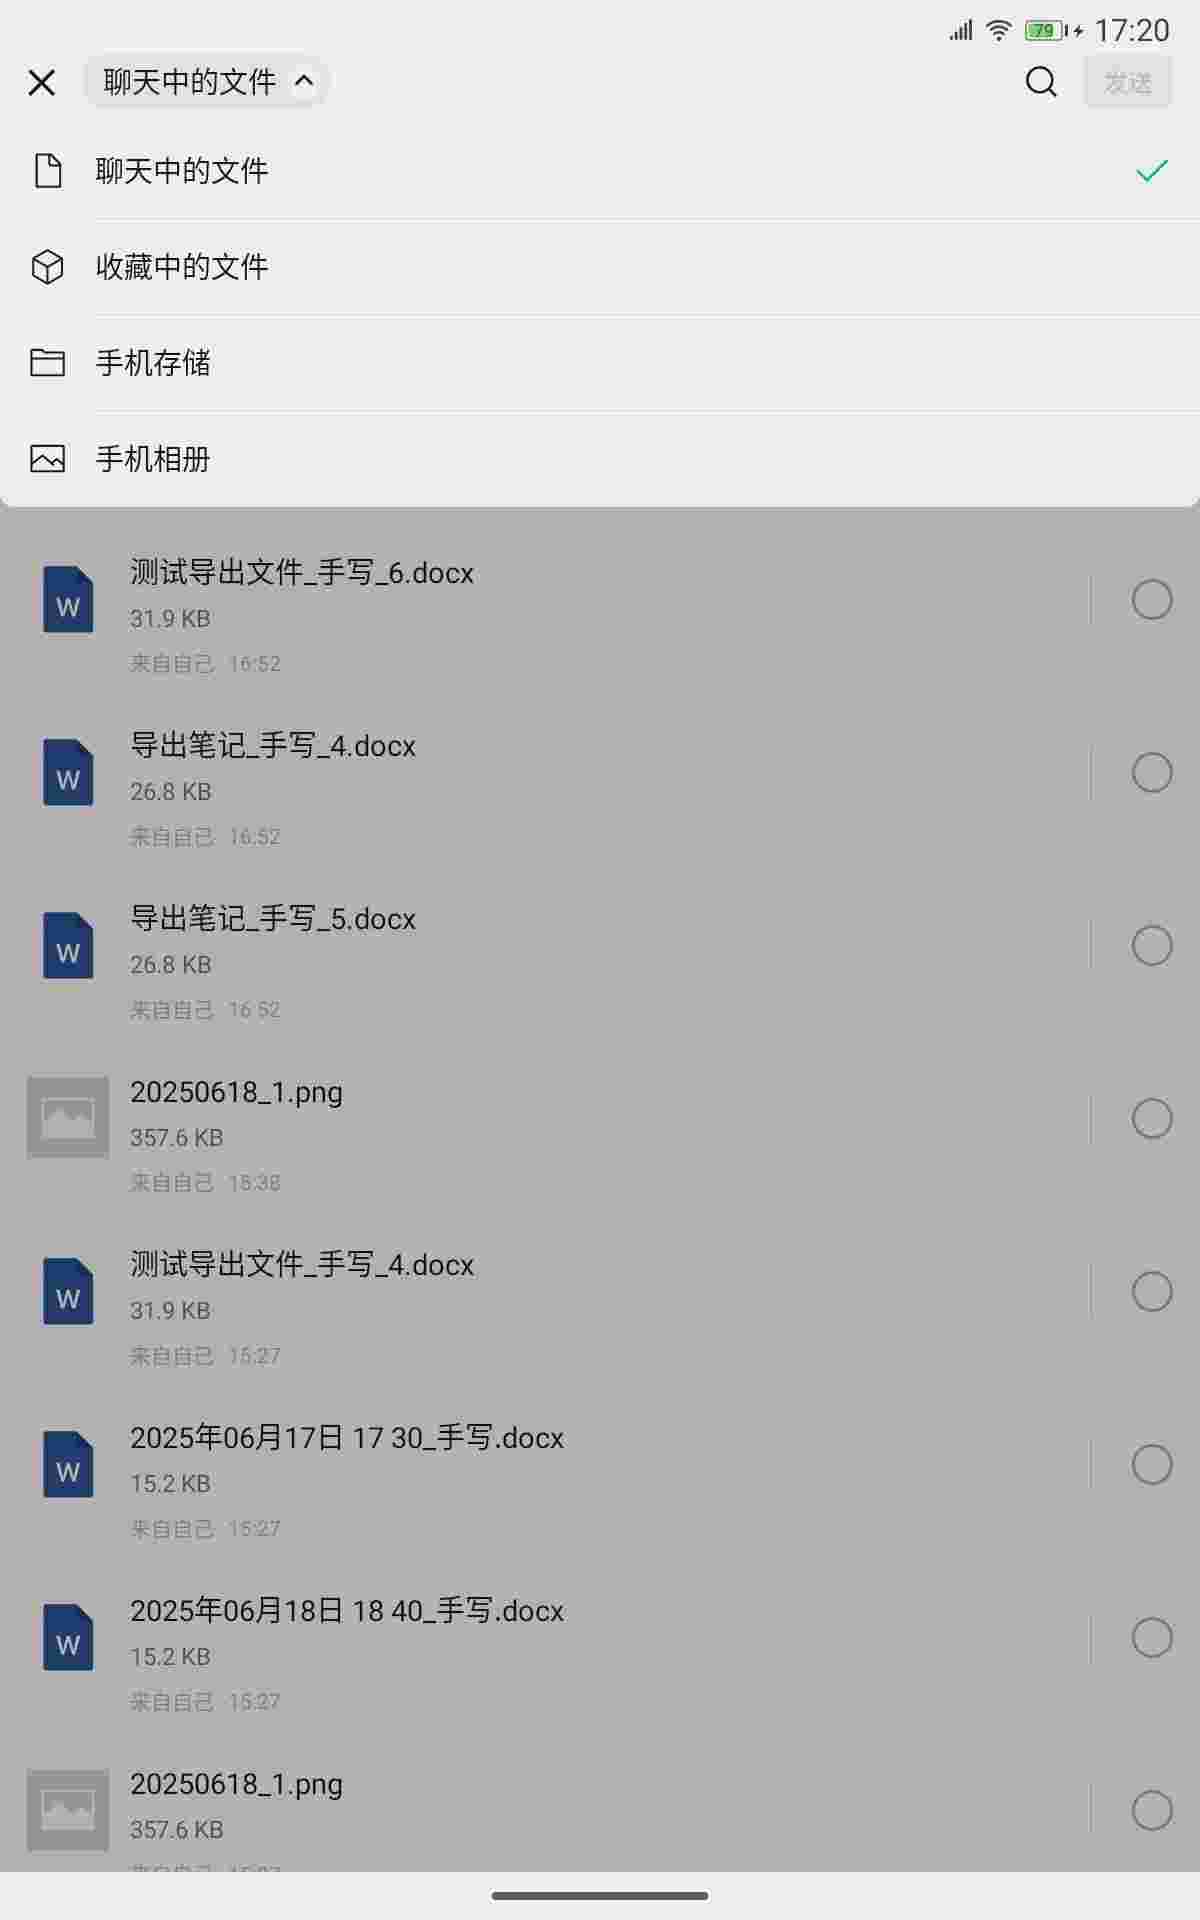 79 17:20
聊天中的文件 发送
聊天中的文件
收藏中的文件
手机存储
手机相册
W 测试导出文件_手写_6.docx
31.9 KB
来自自己 16:52
W 导出笔记_手写_4.docx
26.8 KB
来自自己 16:52
W 导出笔记_手写_5.docx
26.8 KB
来自自己 16:52
20250618_1.png
357.6 KB
来自自己 15:38
W 测试导出文件_手写_4.docx
31.9 KB
来自自己 15:27
W 2025年06月17日 17 30_手写.docx
15.2 KB
来自自己 15:27
W 2025年06月18日 18 40_手写.docx
15.2 KB
来自自己 15:27
20250618_1.png
357.6 KB